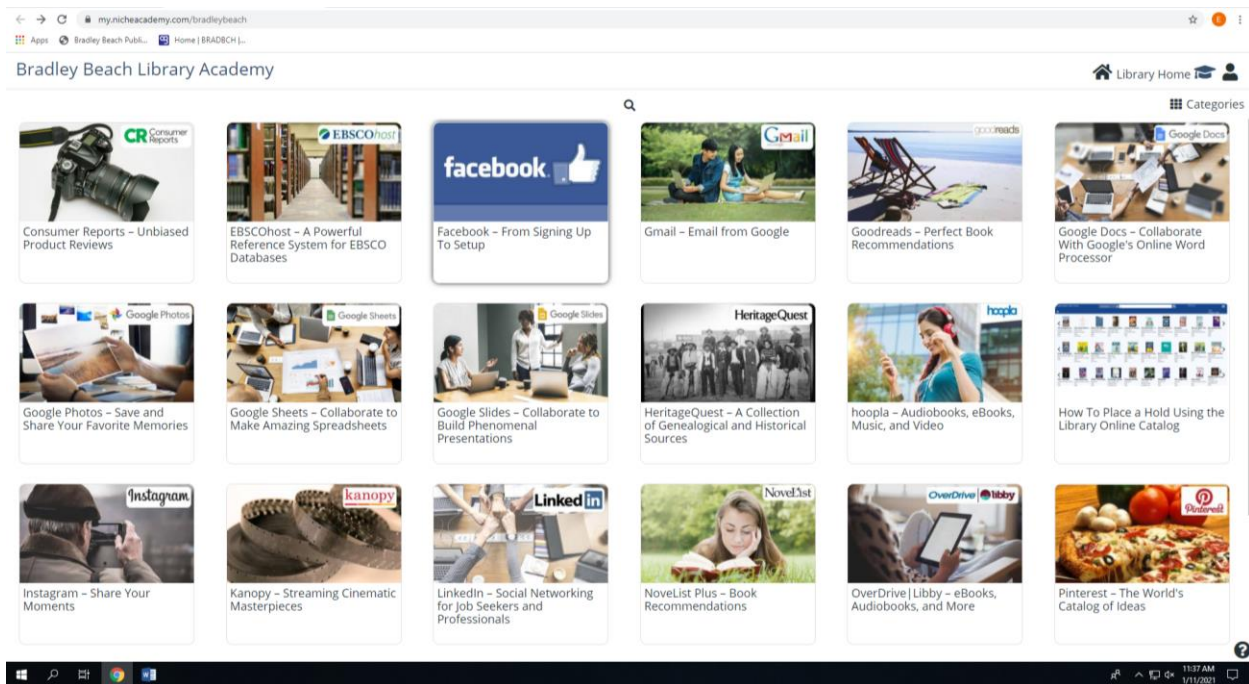 my.nicheacademy.com/bradleybeach
E
Apps Bradley Beach Publi... Home | BRADBCH |...
Bradley Beach Library Academy
Library Home
Categories
CR Consumer Reports
EBSCOhost
facebook
Gmail
goodreads
Google Docs
Consumer Reports – Unbiased
Product Reviews
EBSCOhost – A Powerful
Reference System for EBSCO
Databases
Facebook – From Signing Up
To Setup
Gmail – Email from Google
Goodreads – Perfect Book
Recommendations
Google Docs – Collaborate
With Google's Online Word
Processor
Google Photos
Google Sheets
Google Slides
HeritageQuest
hoopla
Google Photos – Save and
Share Your Favorite Memories
Google Sheets – Collaborate to
Make Amazing Spreadsheets
Google Slides – Collaborate to
Build Phenomenal
Presentations
HeritageQuest – A Collection
of Genealogical and Historical
Sources
hoopla – Audiobooks, eBooks,
Music, and Video
How To Place a Hold Using the
Library Online Catalog
Instagram
kanopy
Linked in
NoveList
OverDrive libby
Pinterest
Instagram – Share Your
Moments
Kanopy – Streaming Cinematic
Masterpieces
LinkedIn – Social Networking
for Job Seekers and
Professionals
NoveList Plus – Book
Recommendations
OverDrive|Libby – eBooks,
Audiobooks, and More
Pinterest – The World's
Catalog of Ideas
?
11:37 AM
1/11/2021